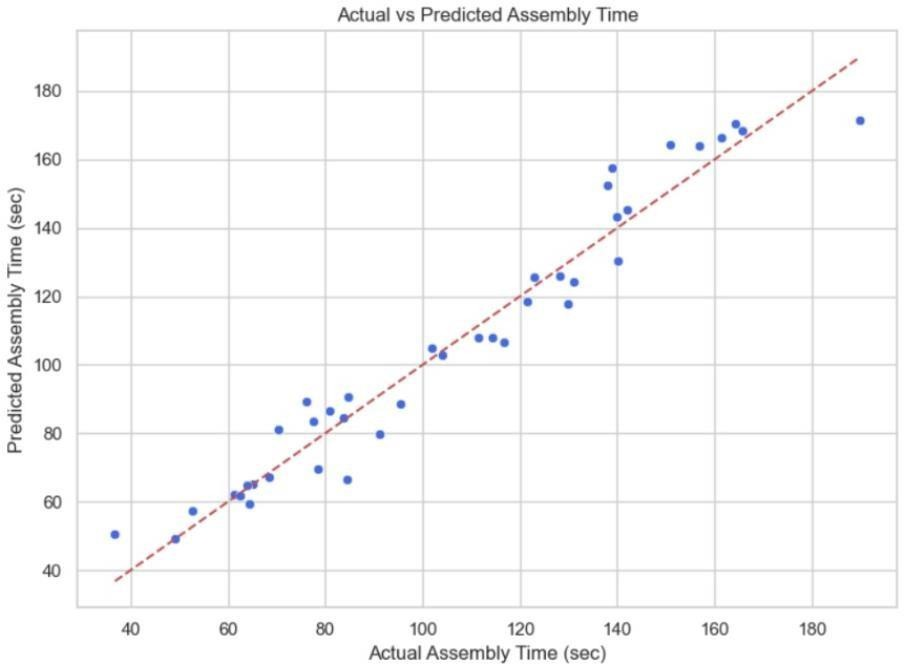 Actual vs Predicted Assembly Time
Predicted Assembly Time (sec)
180
160
140
120
100
80
60
40
40 60 80 100 120 140 160 180
Actual Assembly Time (sec)